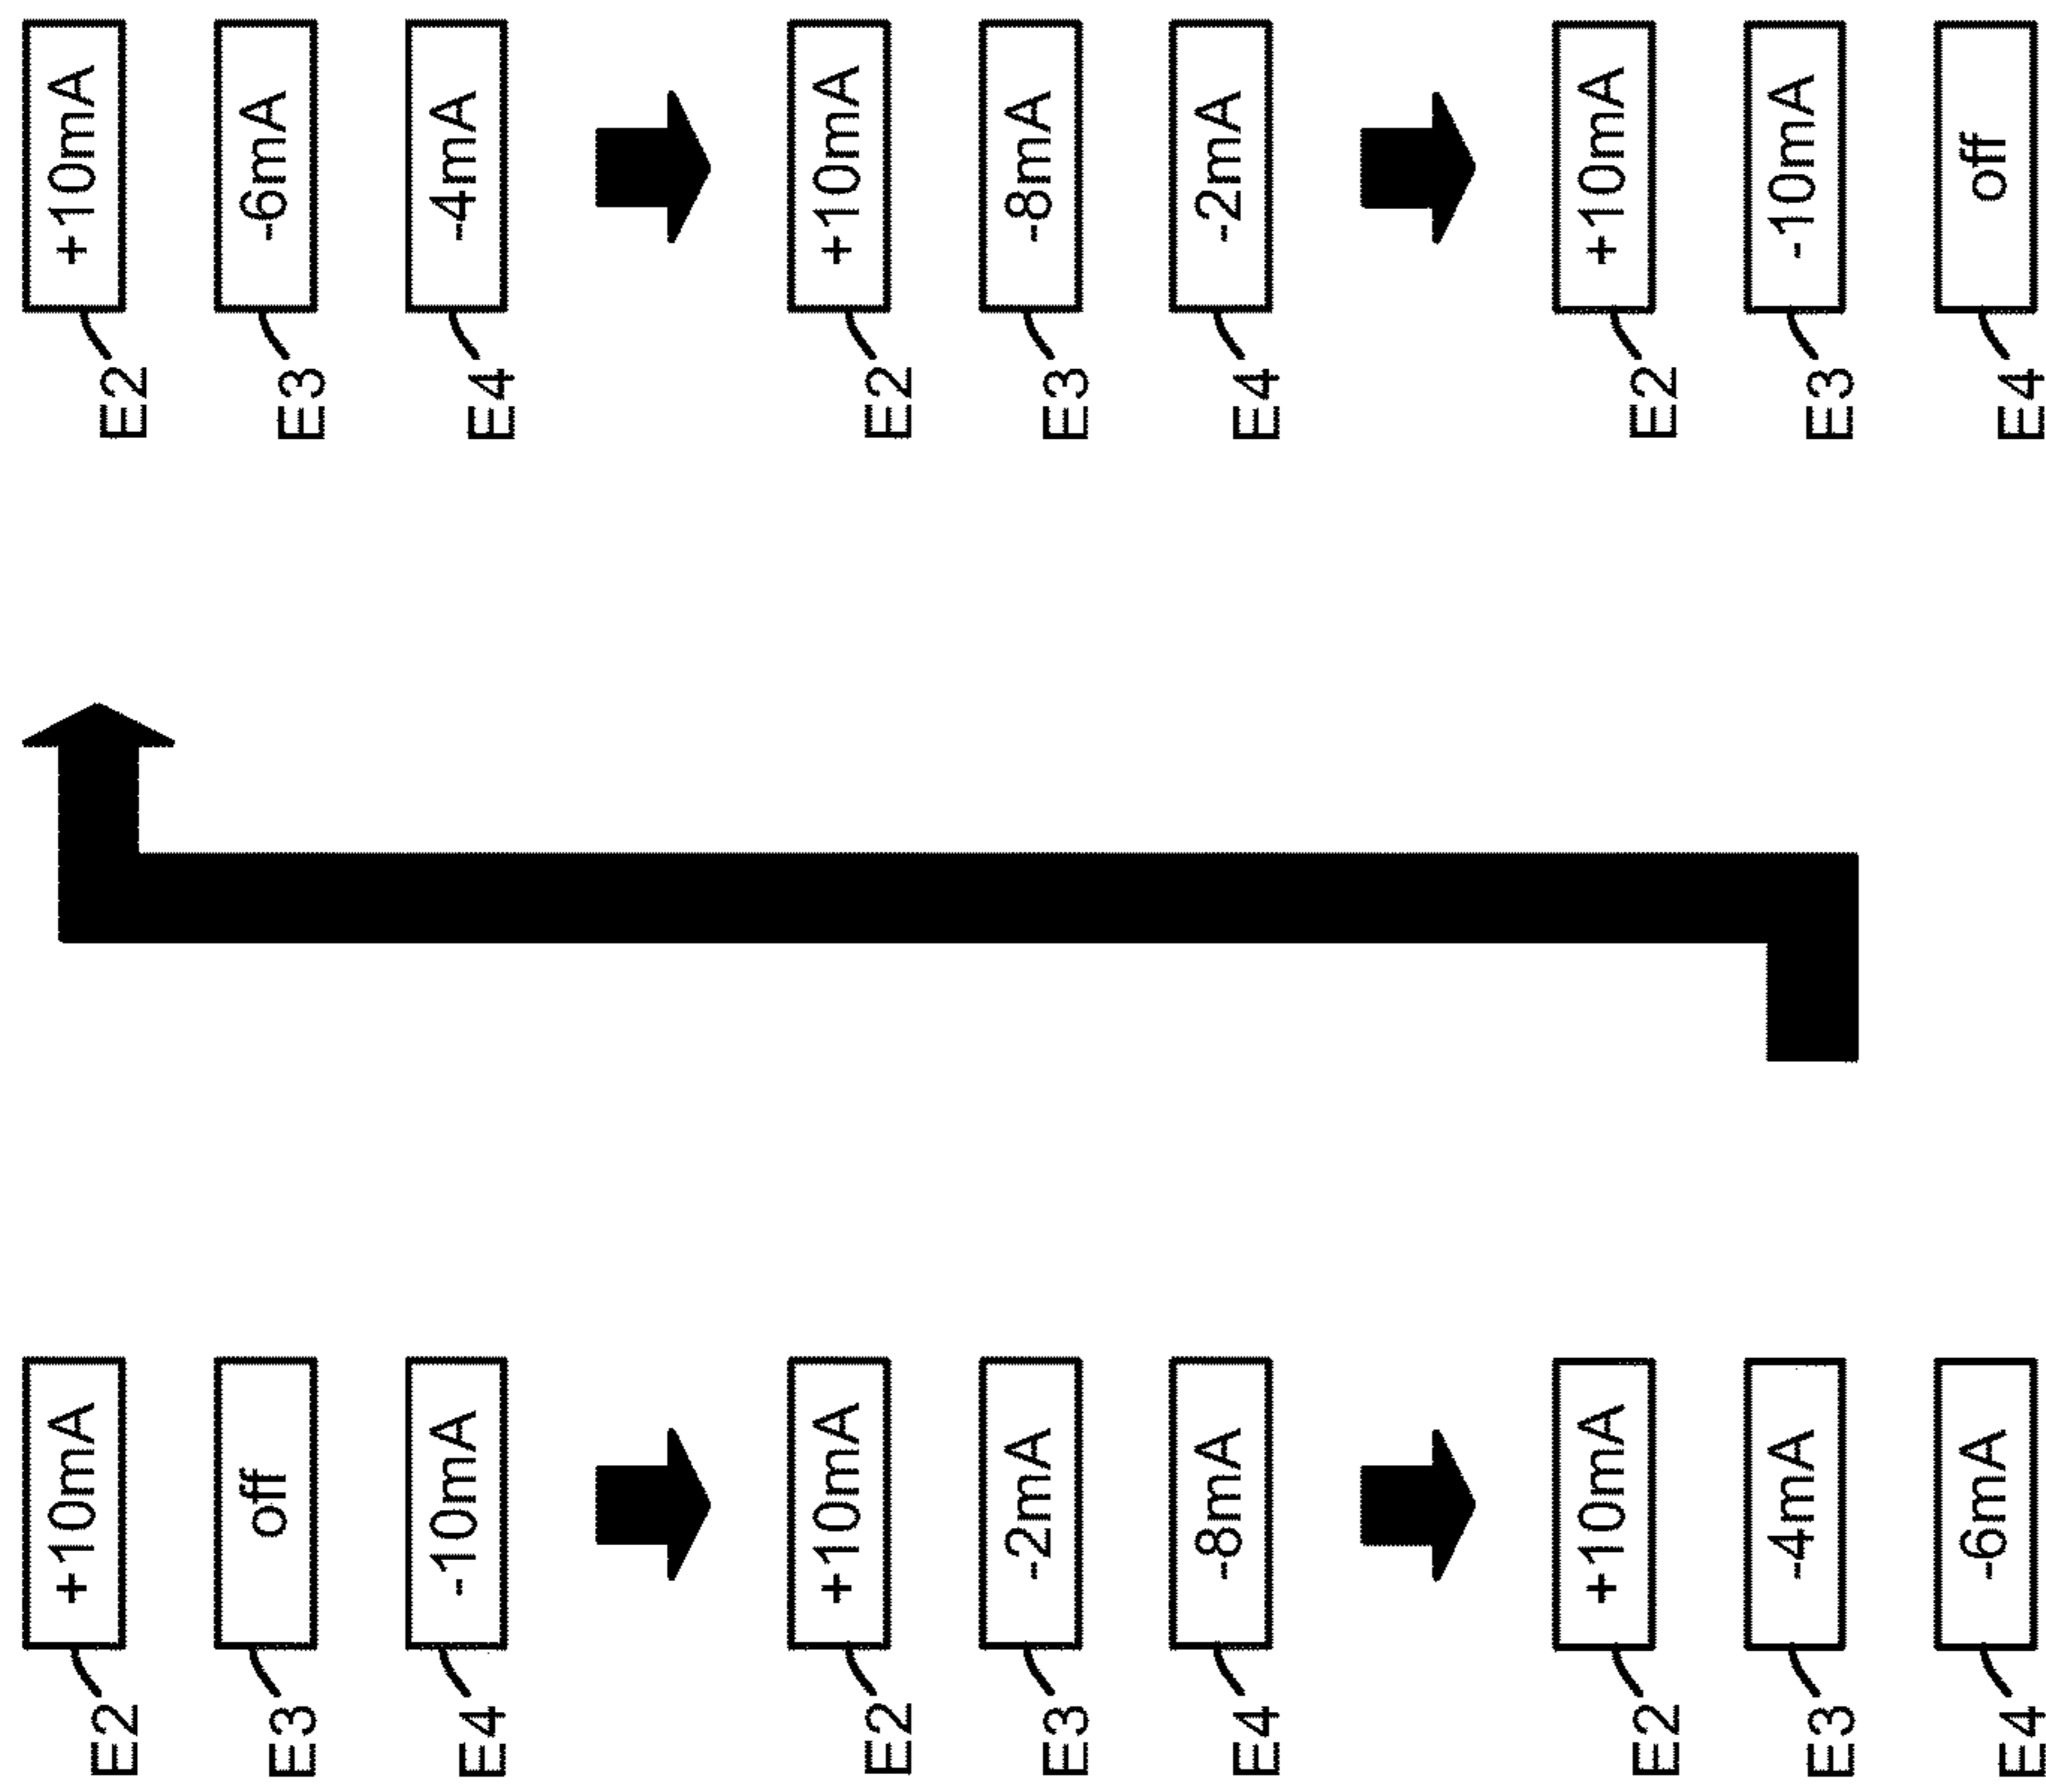 E2 +10mA
E3 off
E4 -10mA
E2 +10mA
E3 -2mA
E4 -8mA
E2 +10mA
E3 -4mA
E4 -6mA
E2 +10mA
E3 -6mA
E4 -4mA
E2 +10mA
E3 -8mA
E4 -2mA
E2 +10mA
E3 -10mA
E4 off